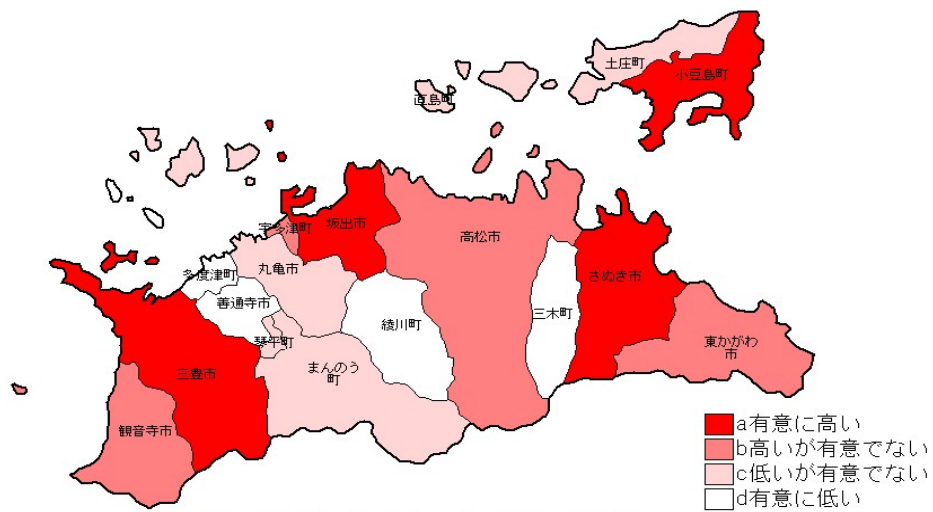 土庄町
小豆島町
直島町
宇多津町
坂出市
高松市
丸亀市
多度津町
さぬき市
善通寺市
三木町
綾川町
琴平町
東かがわ
市
まんのう
町
三豊市
観音寺市
a有意に高い
b高いが有意でない
c低いが有意でない
d有意に低い